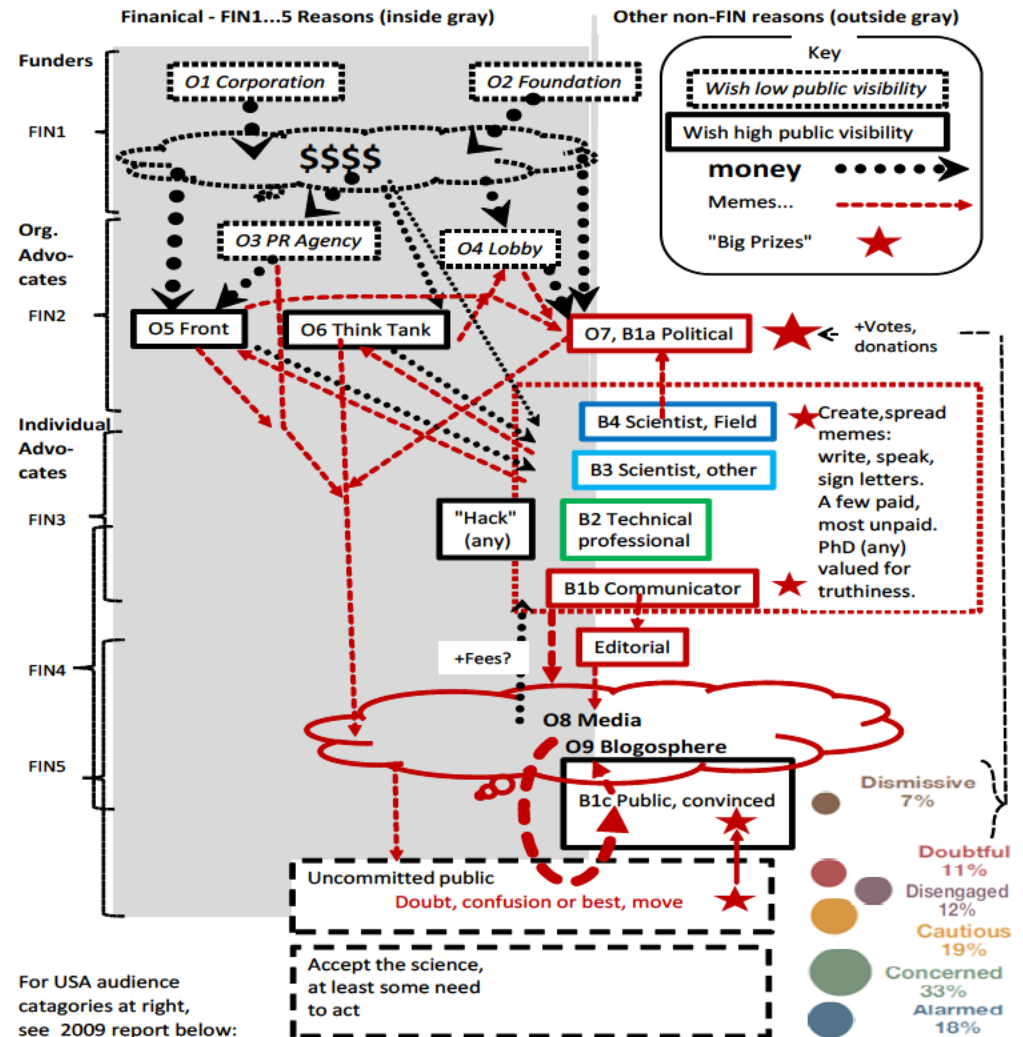 Finanical - FIN1...5 Reasons (inside gray)
Other non-FIN reasons (outside gray)
Funders
FIN1
Org.
Advo-
cates
FIN2
Individual
Advo-
cates
FIN3
FIN4
FIN5
O1 Corporation
O2 Foundation
$$$$
O3 PR Agency
O4 Lobby
O5 Front
O6 Think Tank
O7, B1a Political
+Votes,
donations
Key
Wish low public visibility
Wish high public visibility
money
Memes...
"Big Prizes"
B4 Scientist, Field
B3 Scientist, other
"Hack"
(any)
B2 Technical
professional
B1b Communicator
Create,spread
memes:
write, speak,
sign letters.
A few paid,
most unpaid.
PhD (any)
valued for
truthiness.
Editorial
+Fees?
O8 Media
O9 Blogosphere
B1c Public, convinced
Uncommitted public
Doubt, confusion or best, move
Accept the science,
at least some need
to act
Dismissive
7%
Doubtful
11%
Disengaged
12%
Cautious
19%
Concerned
33%
Alarmed
18%
For USA audience
catagories at right,
see 2009 report below: